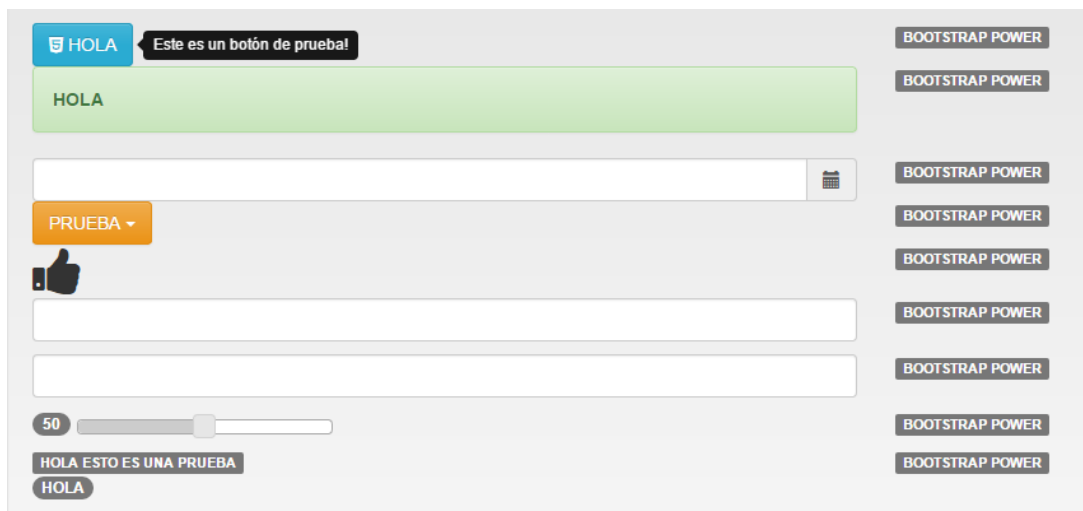 HOLA Este es un botón de prueba! BOOTSTRAP POWER
HOLA BOOTSTRAP POWER
BOOTSTRAP POWER
PRUEBA BOOTSTRAP POWER
BOOTSTRAP POWER
BOOTSTRAP POWER
BOOTSTRAP POWER
50 BOOTSTRAP POWER
HOLA ESTO ES UNA PRUEBA BOOTSTRAP POWER
HOLA